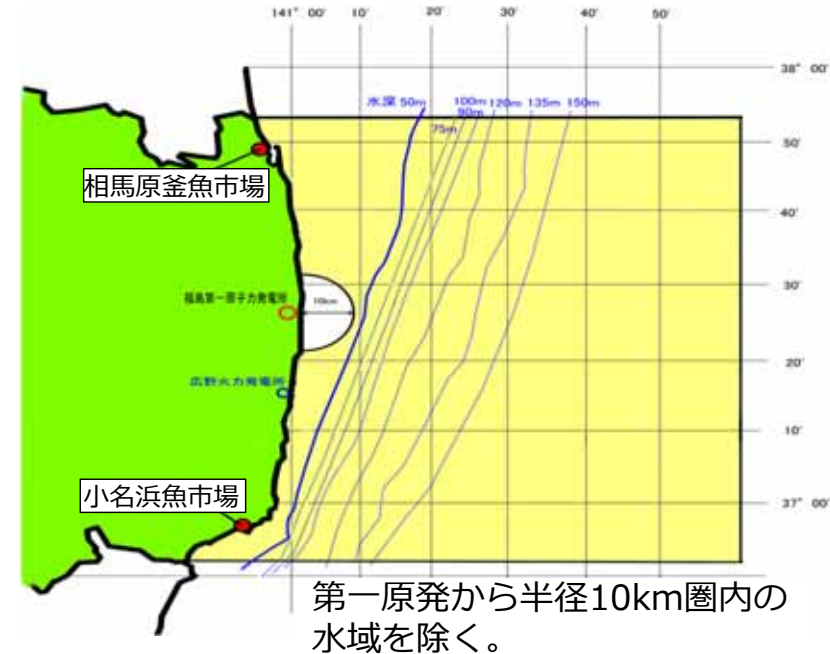 141° 00' 10' 20' 30' 40' 50'
38° 00'
水深 50m 100m 120m 135m 150m
90m
75m
50'
相馬原釜魚市場
40'
30'
福島第一原子力発電所
10km
20'
広野火力発電所
10'
小名浜魚市場
37° 00'
第一原発から半径10km圏内の
水域を除く。